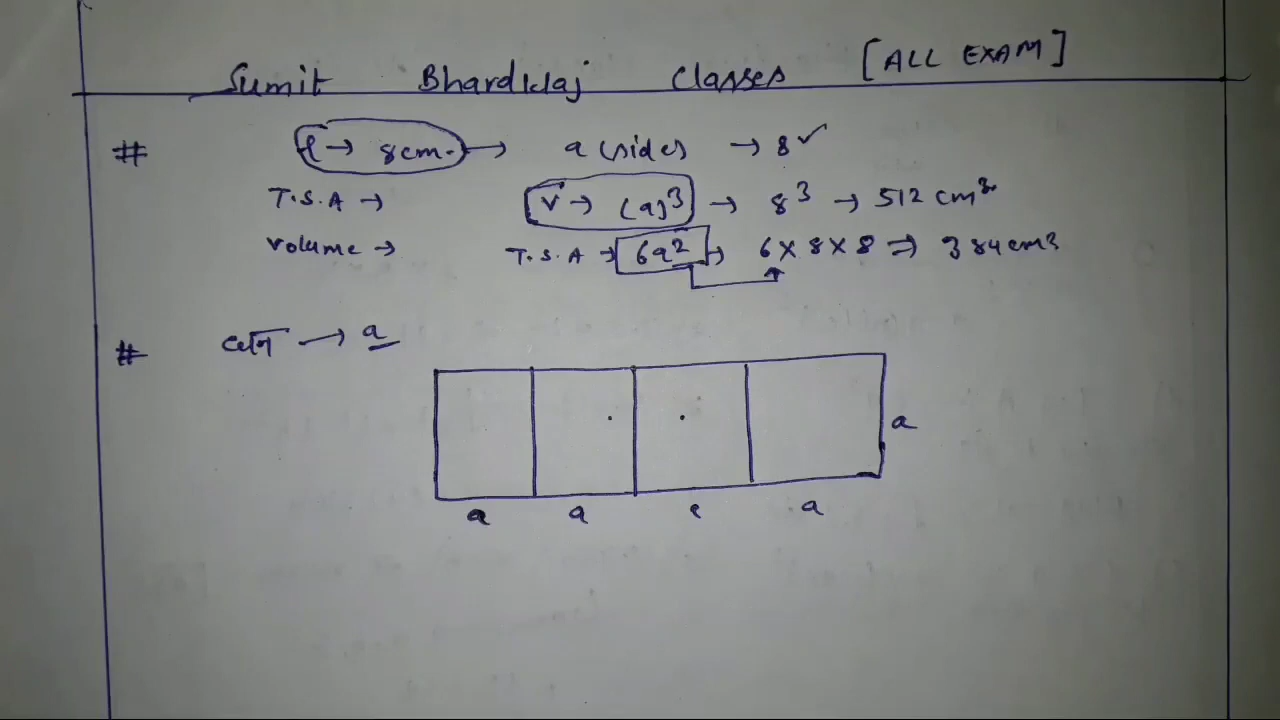 Sumit Bhardwaj Classes [ALL EXAM]
# l → 8cm. → a (side) → 8 ✓
T.S.A → v → (a)³ → 8³ → 512 cm³
volume → T.S.A → 6a² → 6 × 8 × 8 ⇒ 384 cm²
# → a
a
a a a